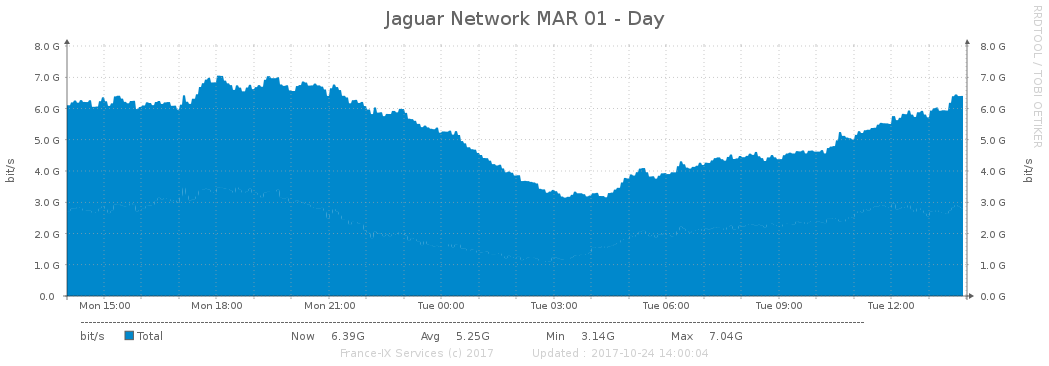 Jaguar Network MAR 01 - Day
RRDTOOL / TOBI OETIKER
8.0 G 8.0 G
7.0 G 7.0 G
6.0 G 6.0 G
5.0 G 5.0 G
4.0 G 4.0 G
3.0 G 3.0 G
2.0 G 2.0 G
1.0 G 1.0 G
0.0 0.0 G
bit/s
bit/s
Mon 15:00 Mon 18:00 Mon 21:00 Tue 00:00 Tue 03:00 Tue 06:00 Tue 09:00 Tue 12:00
bit/s Total Now 6.39G Avg 5.25G Min 3.14G Max 7.04G
France-IX Services (c) 2017 Updated : 2017-10-24 14:00:04